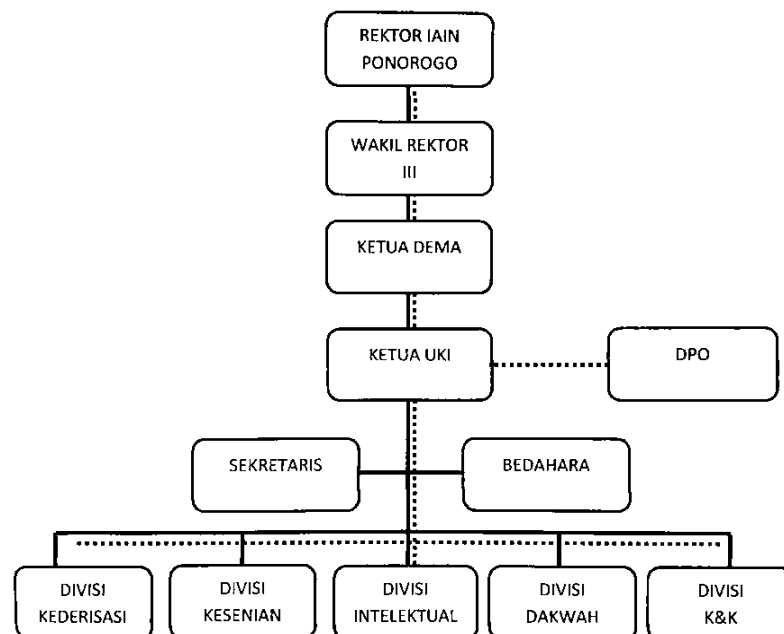 REKTOR IAIN
PONOROGO
WAKIL REKTOR
III
KETUA DEMA
KETUA UKI
DPO
SEKRETARIS
BEDAHARA
DIVISI
KEDERISASI
DIVISI
KESENIAN
DIVISI
INTELEKTUAL
DIVISI
DAKWAH
DIVISI
K&K